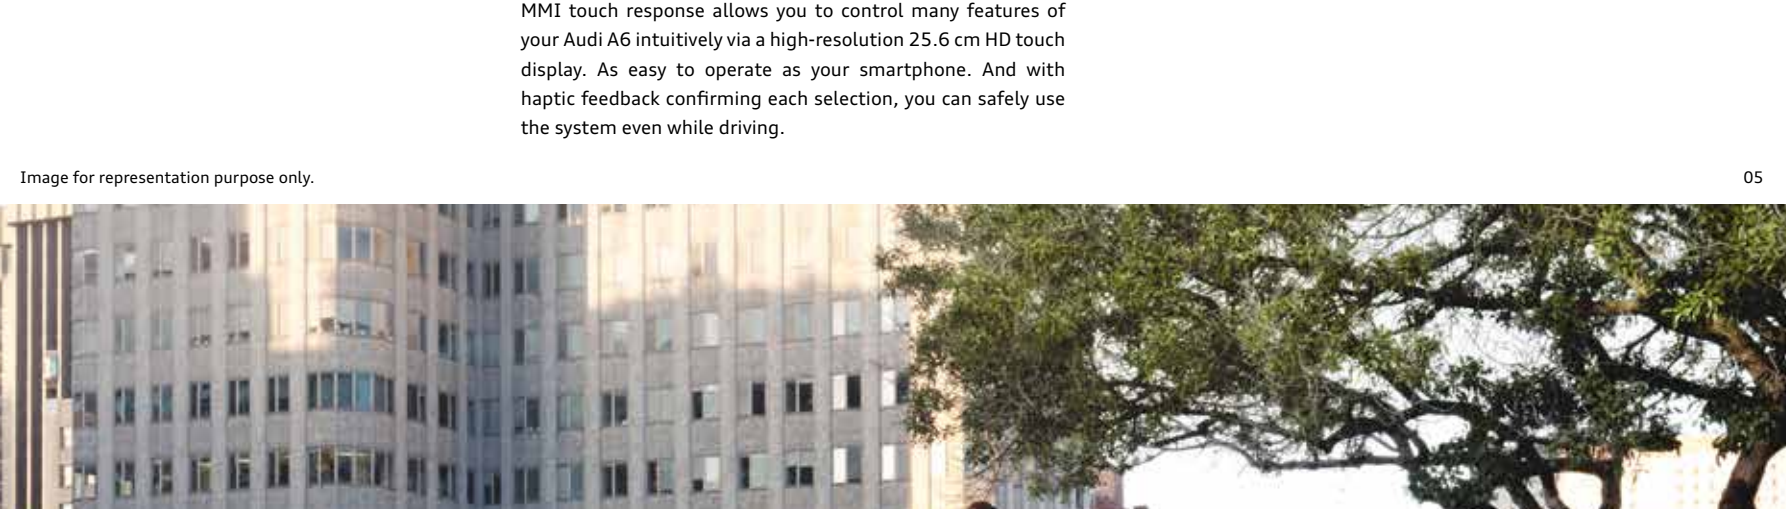 MMI touch response allows you to control many features of
your Audi A6 intuitively via a high-resolution 25.6 cm HD touch
display. As easy to operate as your smartphone. And with
haptic feedback confirming each selection, you can safely use
the system even while driving.
Image for representation purpose only.
05